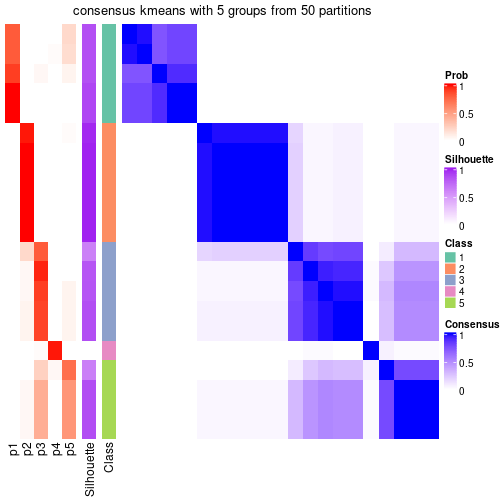 consensus kmeans with 5 groups from 50 partitions
Prob
1
0.5
0
Silhouette
1
0.5
0
Class
1
2
3
4
5
Consensus
1
0.5
0
p1
p2
p3
p4
p5
Silhouette
Class